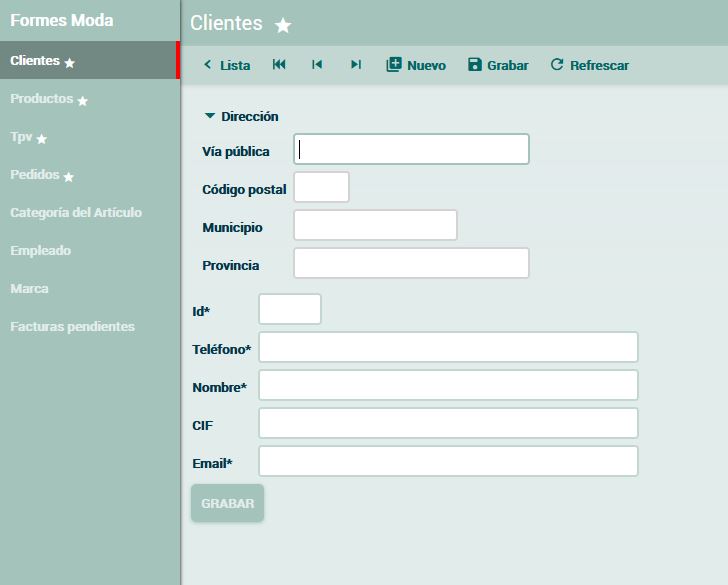 Formes Moda
Clientes
Productos
Tpv
Pedidos
Categoría del Artículo
Empleado
Marca
Facturas pendientes
Clientes
Lista Nuevo Grabar Refrescar
Dirección
Vía pública
Código postal
Municipio
Provincia
Id*
Teléfono*
Nombre*
CIF
Email*
GRABAR